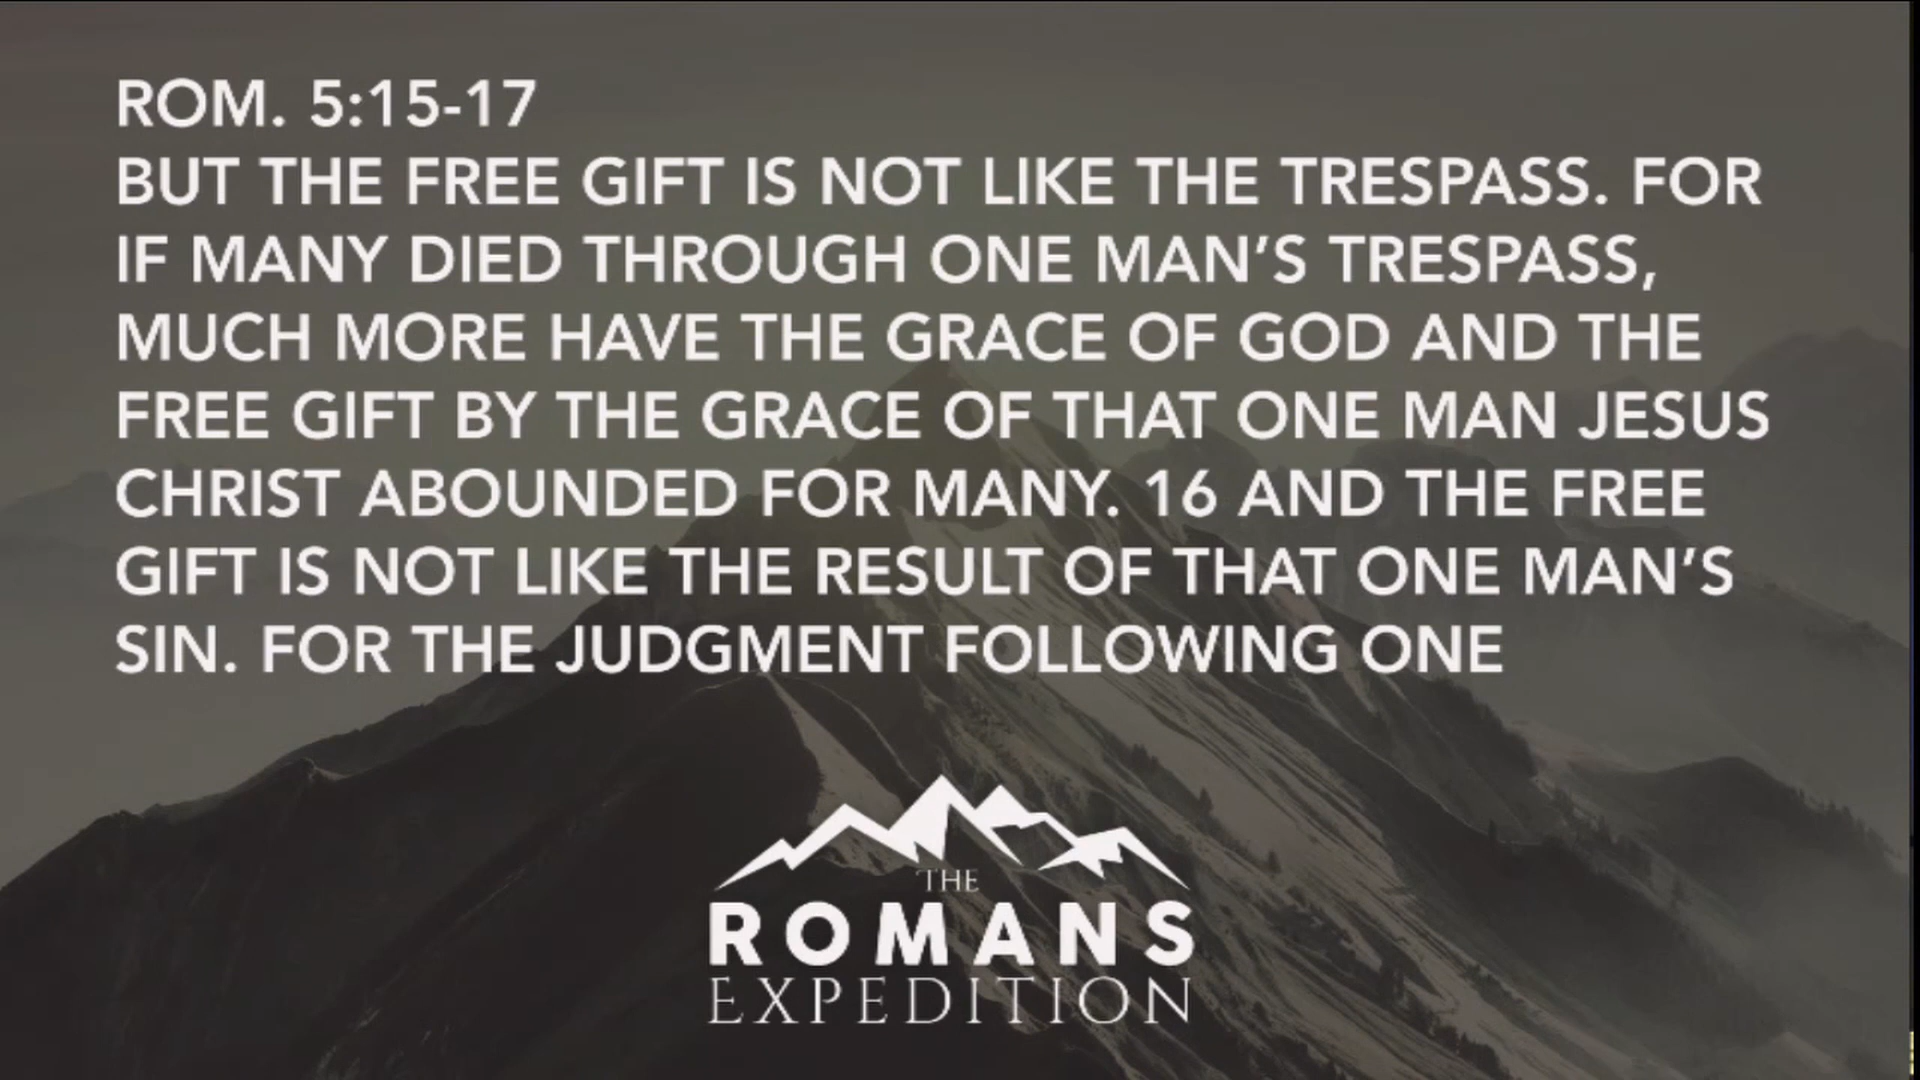 ROM. 5:15-17
BUT THE FREE GIFT IS NOT LIKE THE TRESPASS. FOR
IF MANY DIED THROUGH ONE MAN’S TRESPASS,
MUCH MORE HAVE THE GRACE OF GOD AND THE
FREE GIFT BY THE GRACE OF THAT ONE MAN JESUS
CHRIST ABOUNDED FOR MANY. 16 AND THE FREE
GIFT IS NOT LIKE THE RESULT OF THAT ONE MAN’S
SIN. FOR THE JUDGMENT FOLLOWING ONE
THE
ROMANS
EXPEDITION